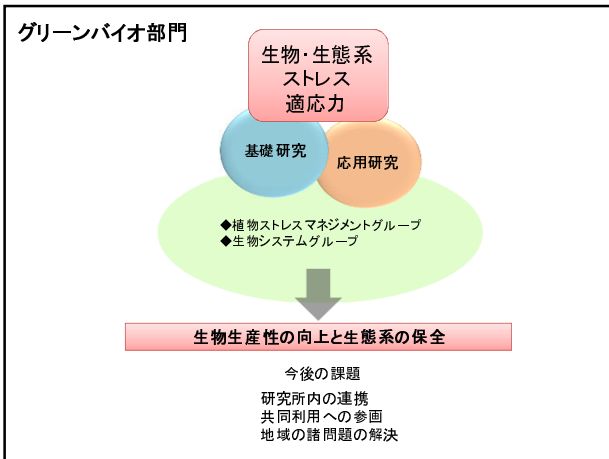 グリーンバイオ部門
生物・生態系
ストレス
適応力
基礎研究
応用研究
◆植物ストレスマネジメントグループ
◆生物システムグループ
生物生産性の向上と生態系の保全
今後の課題
研究所内の連携
共同利用への参画
地域の諸問題の解決